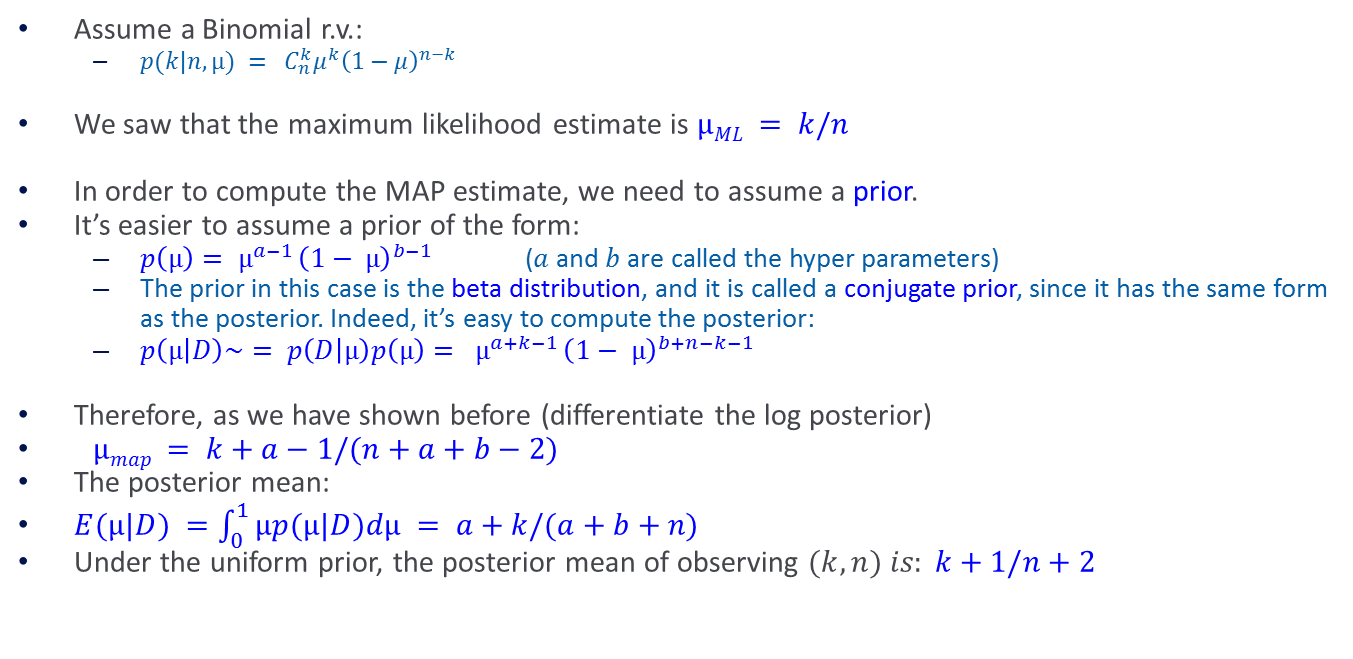 • Assume a Binomial r.v.:
– p(k|n, μ) = Cₙᵏ μᵏ(1 − μ)ⁿ⁻ᵏ
• We saw that the maximum likelihood estimate is μ_ML = k/n
• In order to compute the MAP estimate, we need to assume a prior.
• It’s easier to assume a prior of the form:
– p(μ) = μᵃ⁻¹ (1 − μ)ᵇ⁻¹ (a and b are called the hyper parameters)
– The prior in this case is the beta distribution, and it is called a conjugate prior, since it has the same form
as the posterior. Indeed, it’s easy to compute the posterior:
– p(μ|D)~ = p(D|μ)p(μ) = μᵃ⁺ᵏ⁻¹ (1 − μ)ᵇ⁺ⁿ⁻ᵏ⁻¹
• Therefore, as we have shown before (differentiate the log posterior)
• μ_map = k + a − 1/(n + a + b − 2)
• The posterior mean:
• E(μ|D) = ∫₀¹ μp(μ|D)dμ = a + k/(a + b + n)
• Under the uniform prior, the posterior mean of observing (k, n) is: k + 1/n + 2